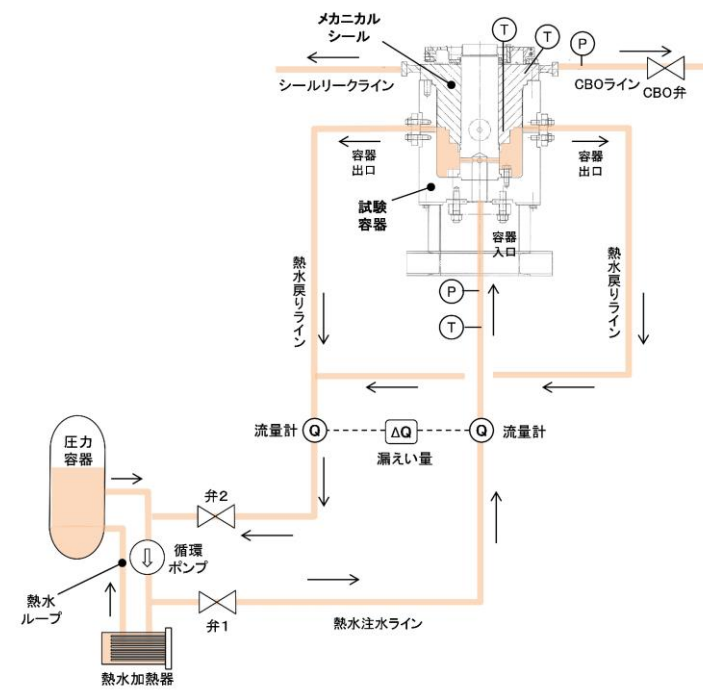 メカニカル
シール
T
T
P
シールリークライン
CBOライン
CBO弁
容器
出口
容器
出口
試験
容器
容器
入口
熱水戻りライン
熱水戻りライン
P
T
流量計
Q
ΔQ
Q
流量計
漏えい量
圧力
容器
弁2
循環
ポンプ
熱水
ループ
弁1
熱水注水ライン
熱水加熱器